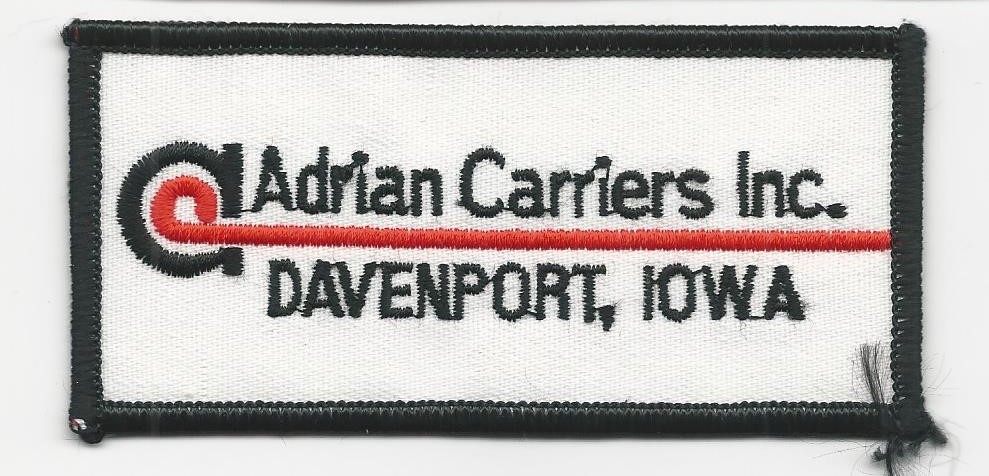 Adrian Carriers Inc.
DAVENPORT, IOWA